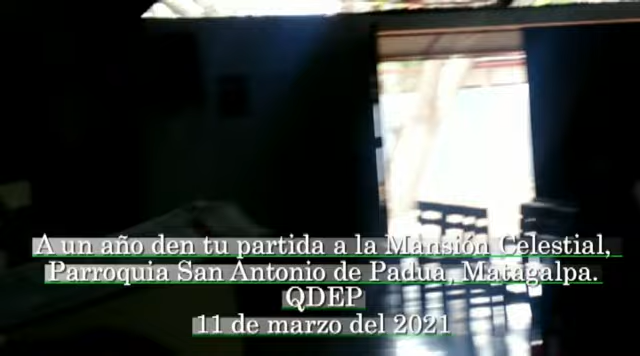 A un año den tu partida a la Mansión Celestial,
Parroquia San Antonio de Padua, Matagalpa.
QDEP
11 de marzo del 2021